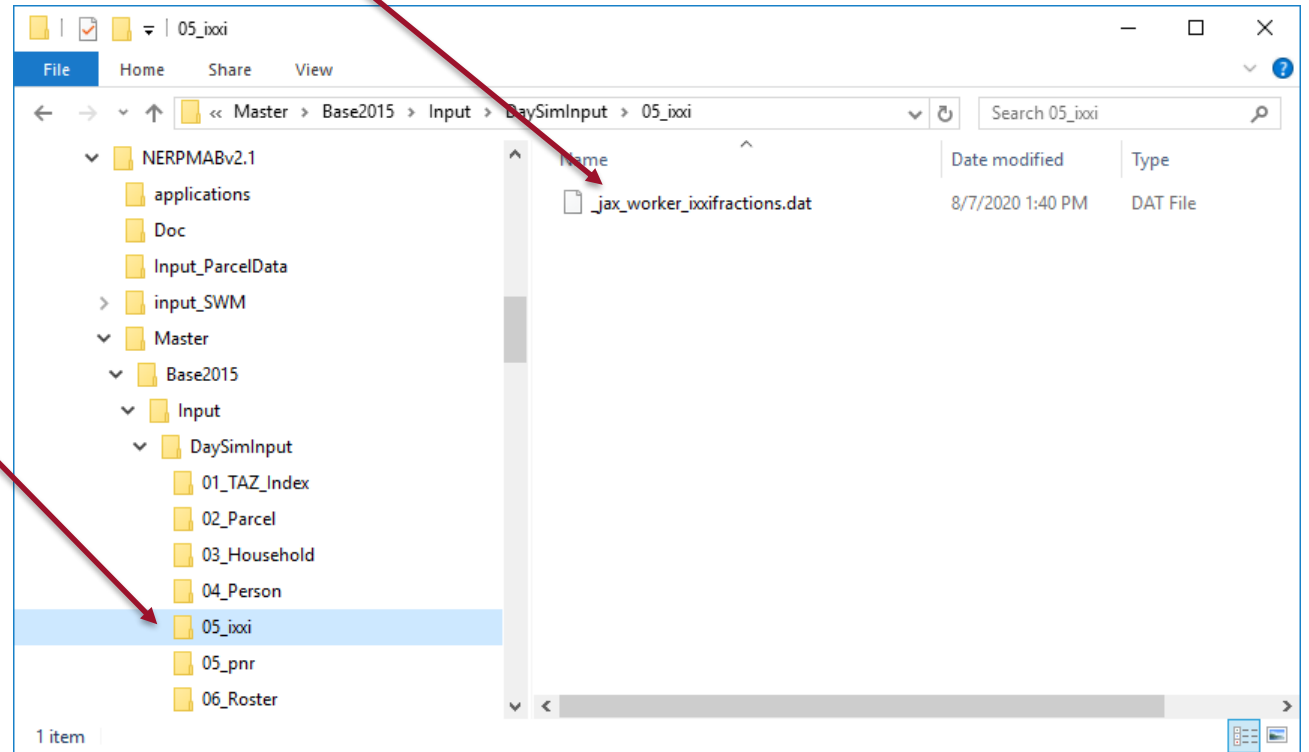 05_ixxi
File Home Share View
« Master > Base2015 > Input > DaySimInput > 05_ixxi Search 05_ixxi
NERPMABv2.1
applications
Doc
Input_ParcelData
input_SWM
Master
Base2015
Input
DaySimInput
01_TAZ_Index
02_Parcel
03_Household
04_Person
05_ixxi
05_pnr
06_Roster
Name Date modified Type
_jax_worker_ixxifractions.dat 8/7/2020 1:40 PM DAT File
1 item